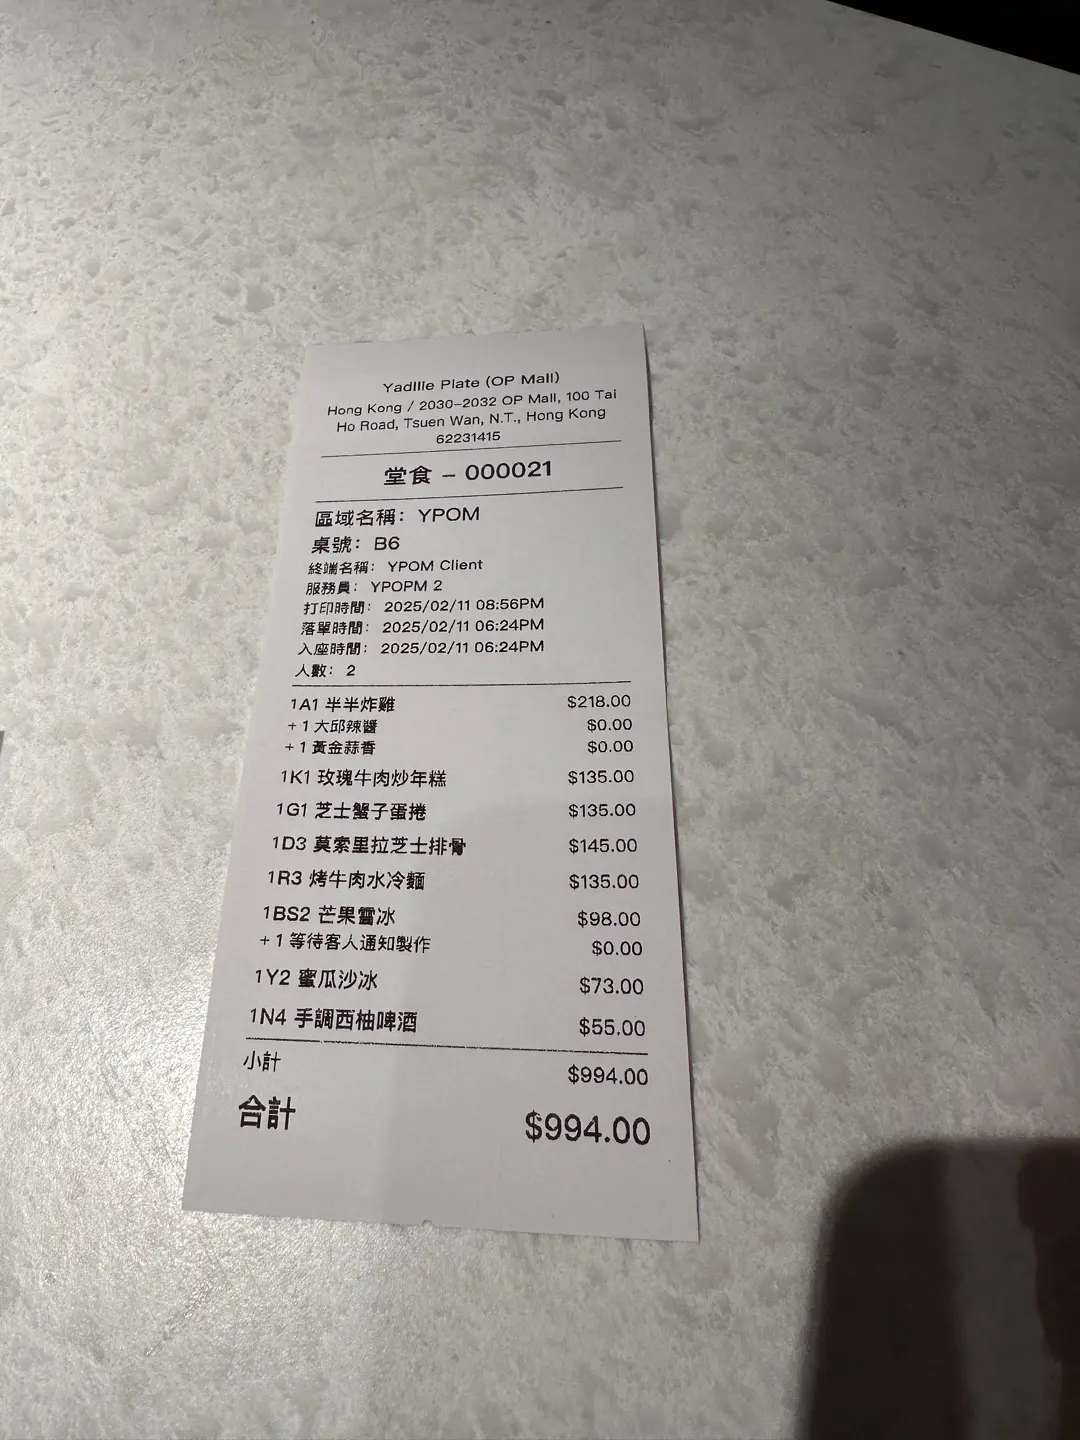 Yadllle Plate (OP Mall)
Hong Kong / 2030-2032 OP Mall, 100 Tai
Ho Road, Tsuen Wan, N.T., Hong Kong
62231415
堂食 - 000021
區域名稱: YPOM
桌號: B6
終端名稱: YPOM Client
服務員: YPOPM 2
打印時間: 2025/02/11 08:56PM
落單時間: 2025/02/11 06:24PM
入座時間: 2025/02/11 06:24PM
人數: 2
1A1 半半炸雞 $218.00
+ 1 大邱辣醬 $0.00
+ 1 黃金蒜香 $0.00
1K1 玫瑰牛肉炒年糕 $135.00
1G1 芝士蟹子蛋捲 $135.00
1D3 莫索里拉芝士排骨 $145.00
1R3 烤牛肉水冷麵 $135.00
1BS2 芒果雪冰 $98.00
+ 1 等待客人通知製作 $0.00
1Y2 蜜瓜沙冰 $73.00
1N4 手調西柚啤酒 $55.00
小計 $994.00
合計 $994.00